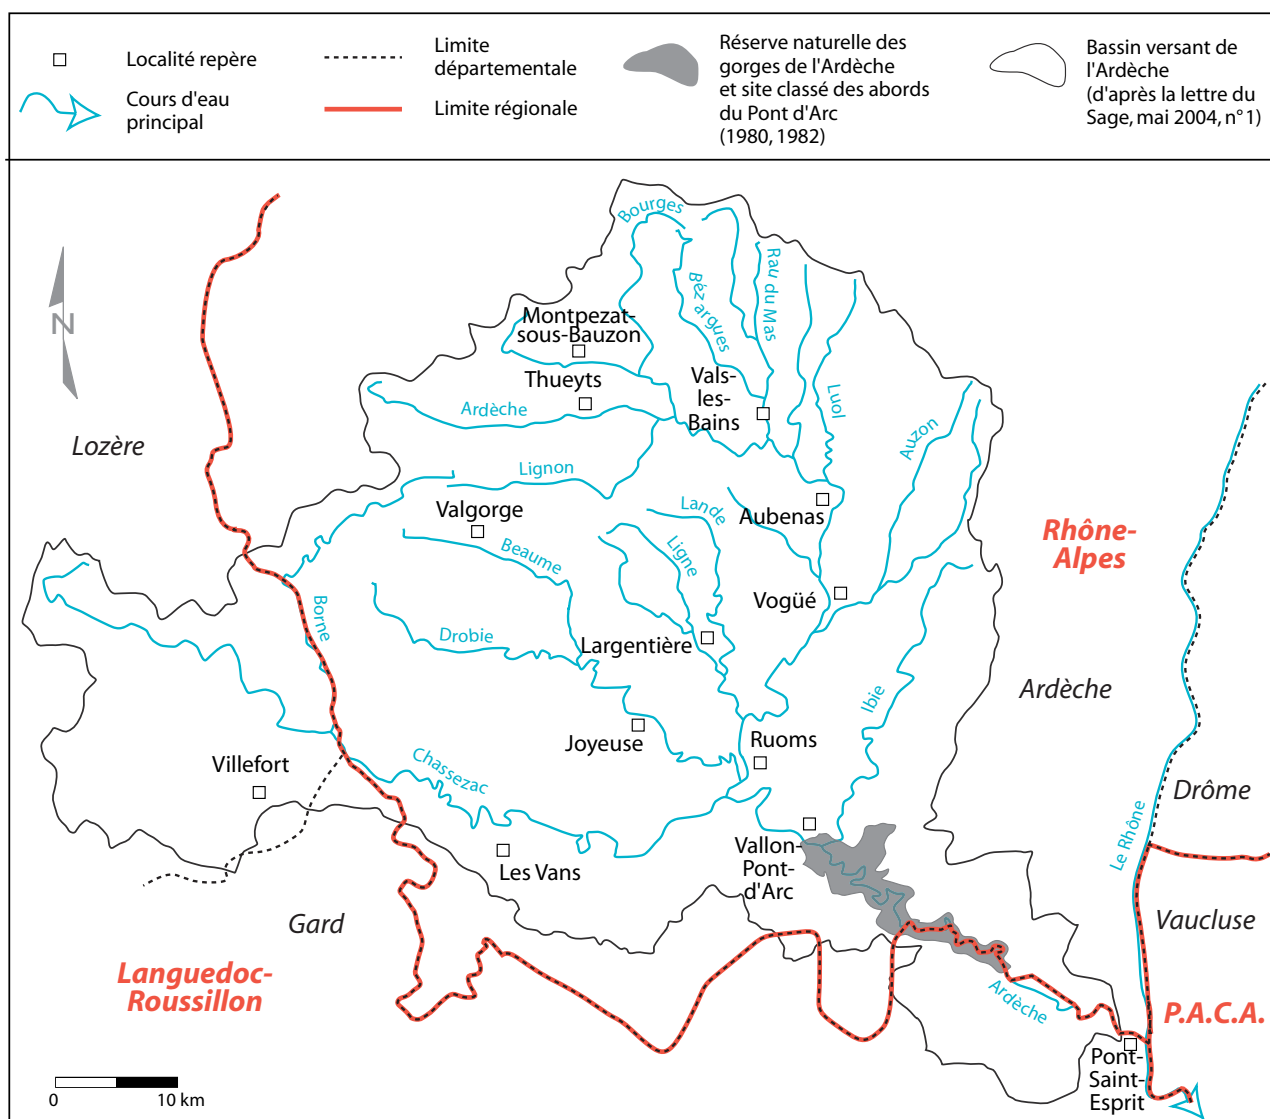 Localité repère
Cours d'eau
principal
Limite
départementale
Limite régionale
Réserve naturelle des
gorges de l'Ardèche
et site classé des abords
du Pont d'Arc
(1980, 1982)
Bassin versant de
l'Ardèche
(d'après la lettre du
Sage, mai 2004, n°1)
N
Bourges
Béz argues
Rau du Mas
Montpezat-
sous-Bauzon
Thueyts
Vals-
les-
Bains
Ardèche
Luol
Auzon
Lozère
Lignon
Valgorge
Lande
Aubenas
Beaume
Ligne
Rhône-
Alpes
Borne
Vogüé
Drobie
Largentière
Ibie
Ardèche
Joyeuse
Ruoms
Villefort
Chassezac
Drôme
Le Rhône
Vallon-
Pont-
d'Arc
Les Vans
Gard
Vaucluse
Languedoc-
Roussillon
Ardèche
P.A.C.A.
Pont-
Saint-
Esprit
0 10 km